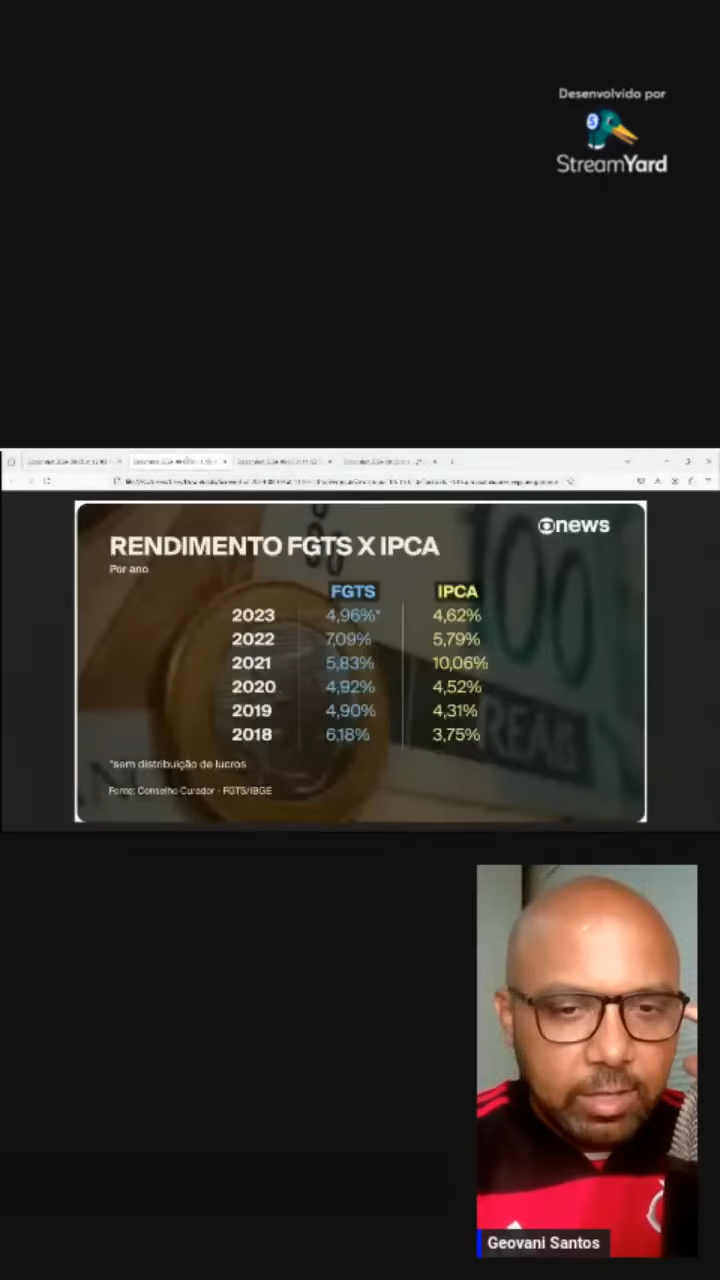 Desenvolvido por
StreamYard
news
RENDIMENTO FGTS X IPCA
Por ano
FGTS IPCA
2023 4,96%* 4,62%
2022 7,09% 5,79%
2021 5,83% 10,06%
2020 4,92% 4,52%
2019 4,90% 4,31%
2018 6,18% 3,75%
*sem distribuição de lucros
Fonte: Conselho Curador - FGTS/IBGE
100
REAIS
Geovani Santos